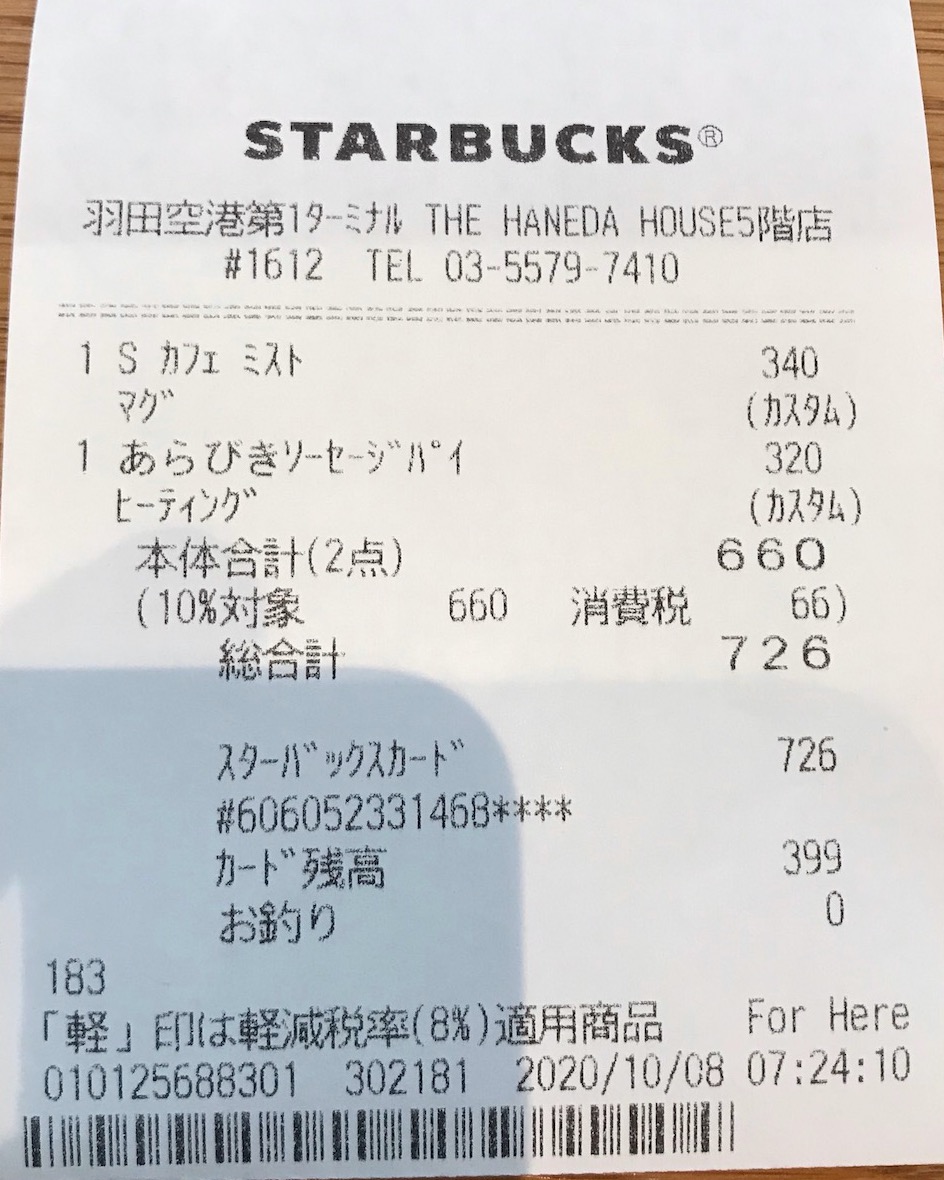 STARBUCKS®
羽田空港第1ﾀｰﾐﾅﾙ THE HANEDA HOUSE5階店
#1612 TEL 03-5579-7410
1 S ｶﾌｪ ﾐｽﾄ 340
ﾏｸﾞ (ｶｽﾀﾑ)
1 あらびきｿｰｾｰｼﾞﾊﾟｲ 320
ﾋｰﾃｨﾝｸﾞ (ｶｽﾀﾑ)
本体合計(2点) 660
(10%対象 660 消費税 66)
総合計 726
ｽﾀｰﾊﾞｯｸｽｶｰﾄﾞ 726
#606052331468****
ｶｰﾄﾞ残高 399
お釣り 0
183
「軽」印は軽減税率(8%)適用商品 For Here
010125688301 302181 2020/10/08 07:24:10